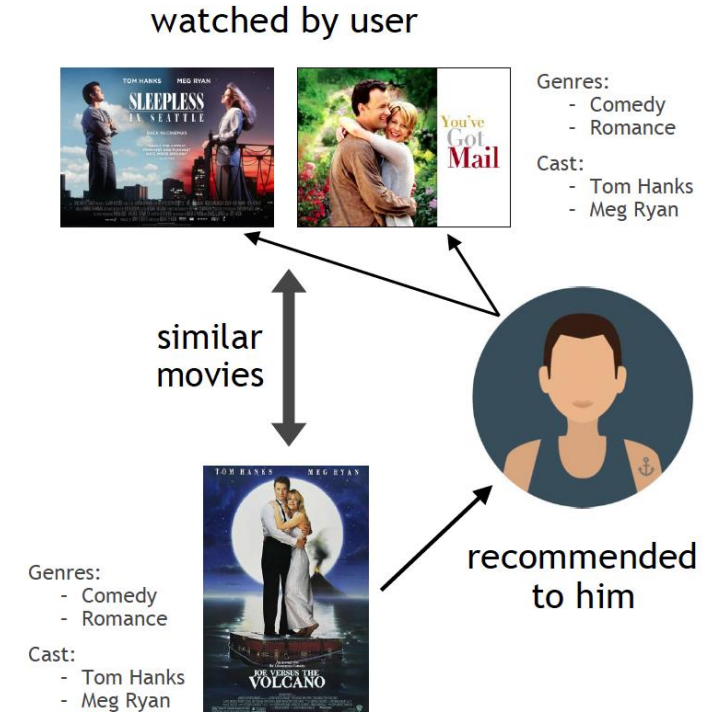 watched by user
TOM HANKS MEG RYAN
SLEEPLESS
IN SEATTLE
You've
Got
Mail
Genres:
- Comedy
- Romance
Cast:
- Tom Hanks
- Meg Ryan
similar
movies
TOM HANKS MEG RYAN
JOE VERSUS THE
VOLCANO
recommended
to him
Genres:
- Comedy
- Romance
Cast:
- Tom Hanks
- Meg Ryan